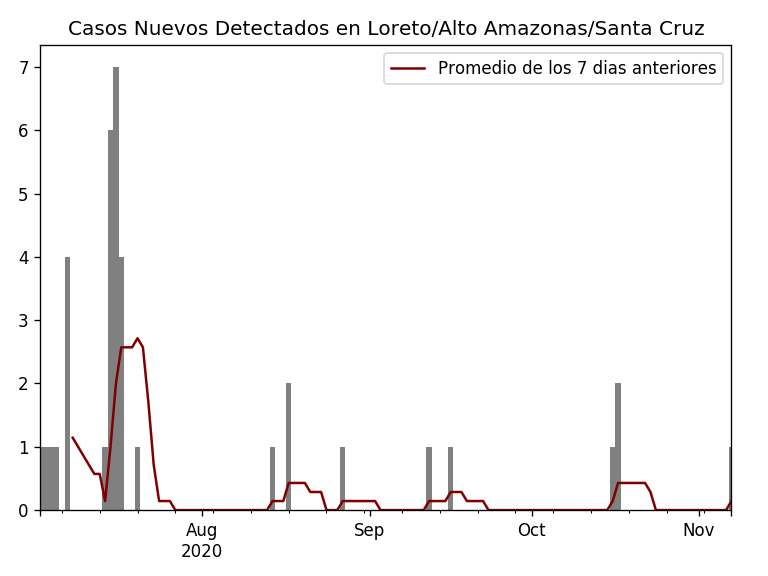 Casos Nuevos Detectados en Loreto/Alto Amazonas/Santa Cruz
Promedio de los 7 dias anteriores
7
6
5
4
3
2
1
0
Aug
2020
Sep
Oct
Nov